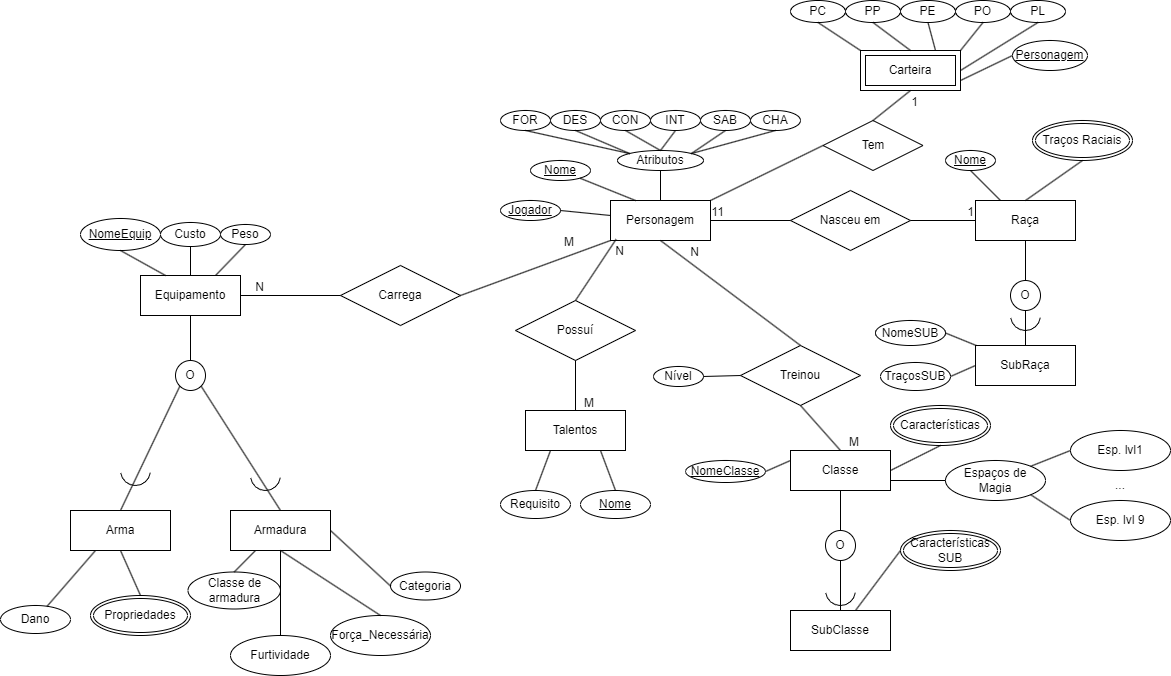 PC
PP
PE
PO
PL
Carteira
Personagem
1
FOR
DES
CON
INT
SAB
CHA
Atributos
Tem
Nome
Traços Raciais
Nome
Jogador
Personagem
11
Nasceu em
1
Raça
NomeEquip
Custo
Peso
M
N
N
Equipamento
N
Carrega
O
Possuí
NomeSUB
SubRaça
O
Nível
Treinou
TraçosSUB
M
Talentos
Características
M
NomeClasse
Classe
Espaços de
Magia
Esp. lvl1
...
Esp. lvl 9
Requisito
Nome
Arma
Armadura
O
Características
SUB
Classe de
armadura
Categoria
Dano
Propriedades
Força_Necessária
SubClasse
Furtividade